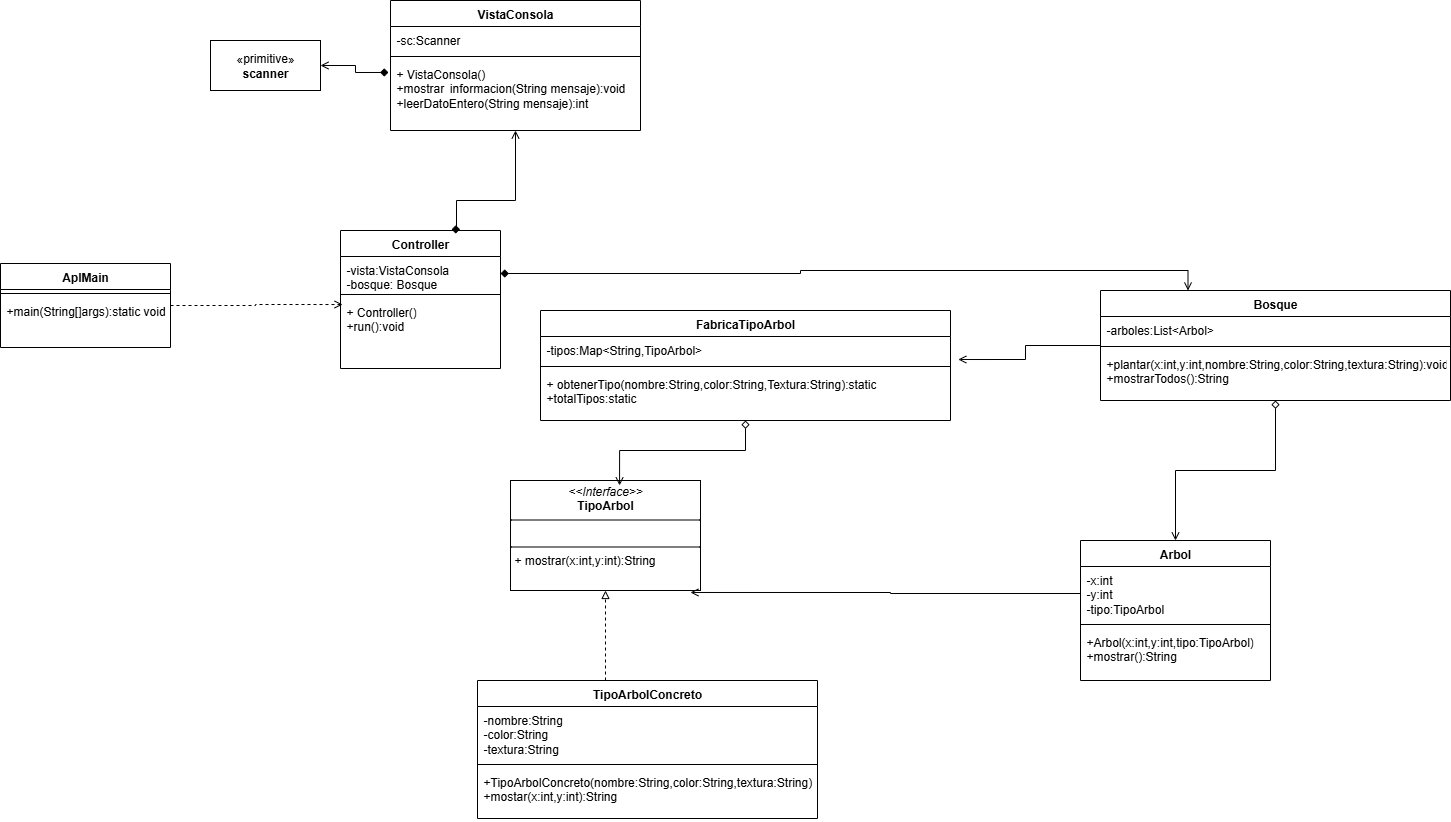 VistaConsola
-sc:Scanner
+ VistaConsola()
+mostrar informacion(String mensaje):void
+leerDatoEntero(String mensaje):int
«primitive»
scanner
Controller
-vista:VistaConsola
-bosque: Bosque
+ Controller()
+run():void
AplMain
+main(String[]args):static void
FabricaTipoArbol
-tipos:Map<String,TipoArbol>
+ obtenerTipo(nombre:String,color:String,Textura:String):static
+totalTipos:static
Bosque
-arboles:List<Arbol>
+plantar(x:int,y:int,nombre:String,color:String,textura:String):void
+mostrarTodos():String
<<Interface>>
TipoArbol
+ mostrar(x:int,y:int):String
Arbol
-x:int
-y:int
-tipo:TipoArbol
+Arbol(x:int,y:int,tipo:TipoArbol)
+mostrar():String
TipoArbolConcreto
-nombre:String
-color:String
-textura:String
+TipoArbolConcreto(nombre:String,color:String,textura:String)
+mostar(x:int,y:int):String